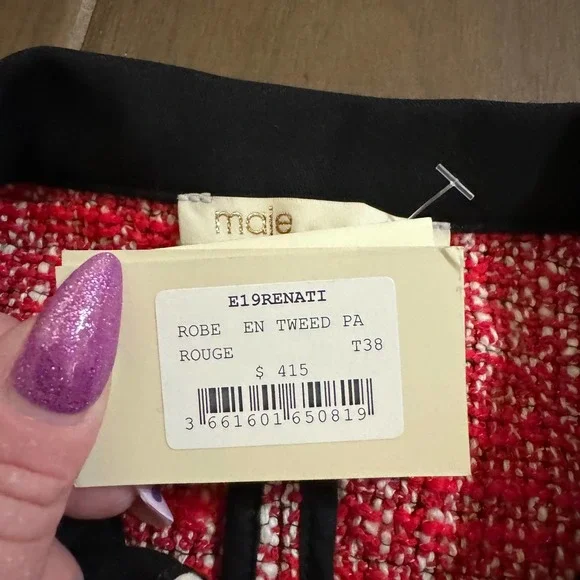 maje
E19RENATI
ROBE EN TWEED PA
ROUGE T38
$ 415
3 661601 650819